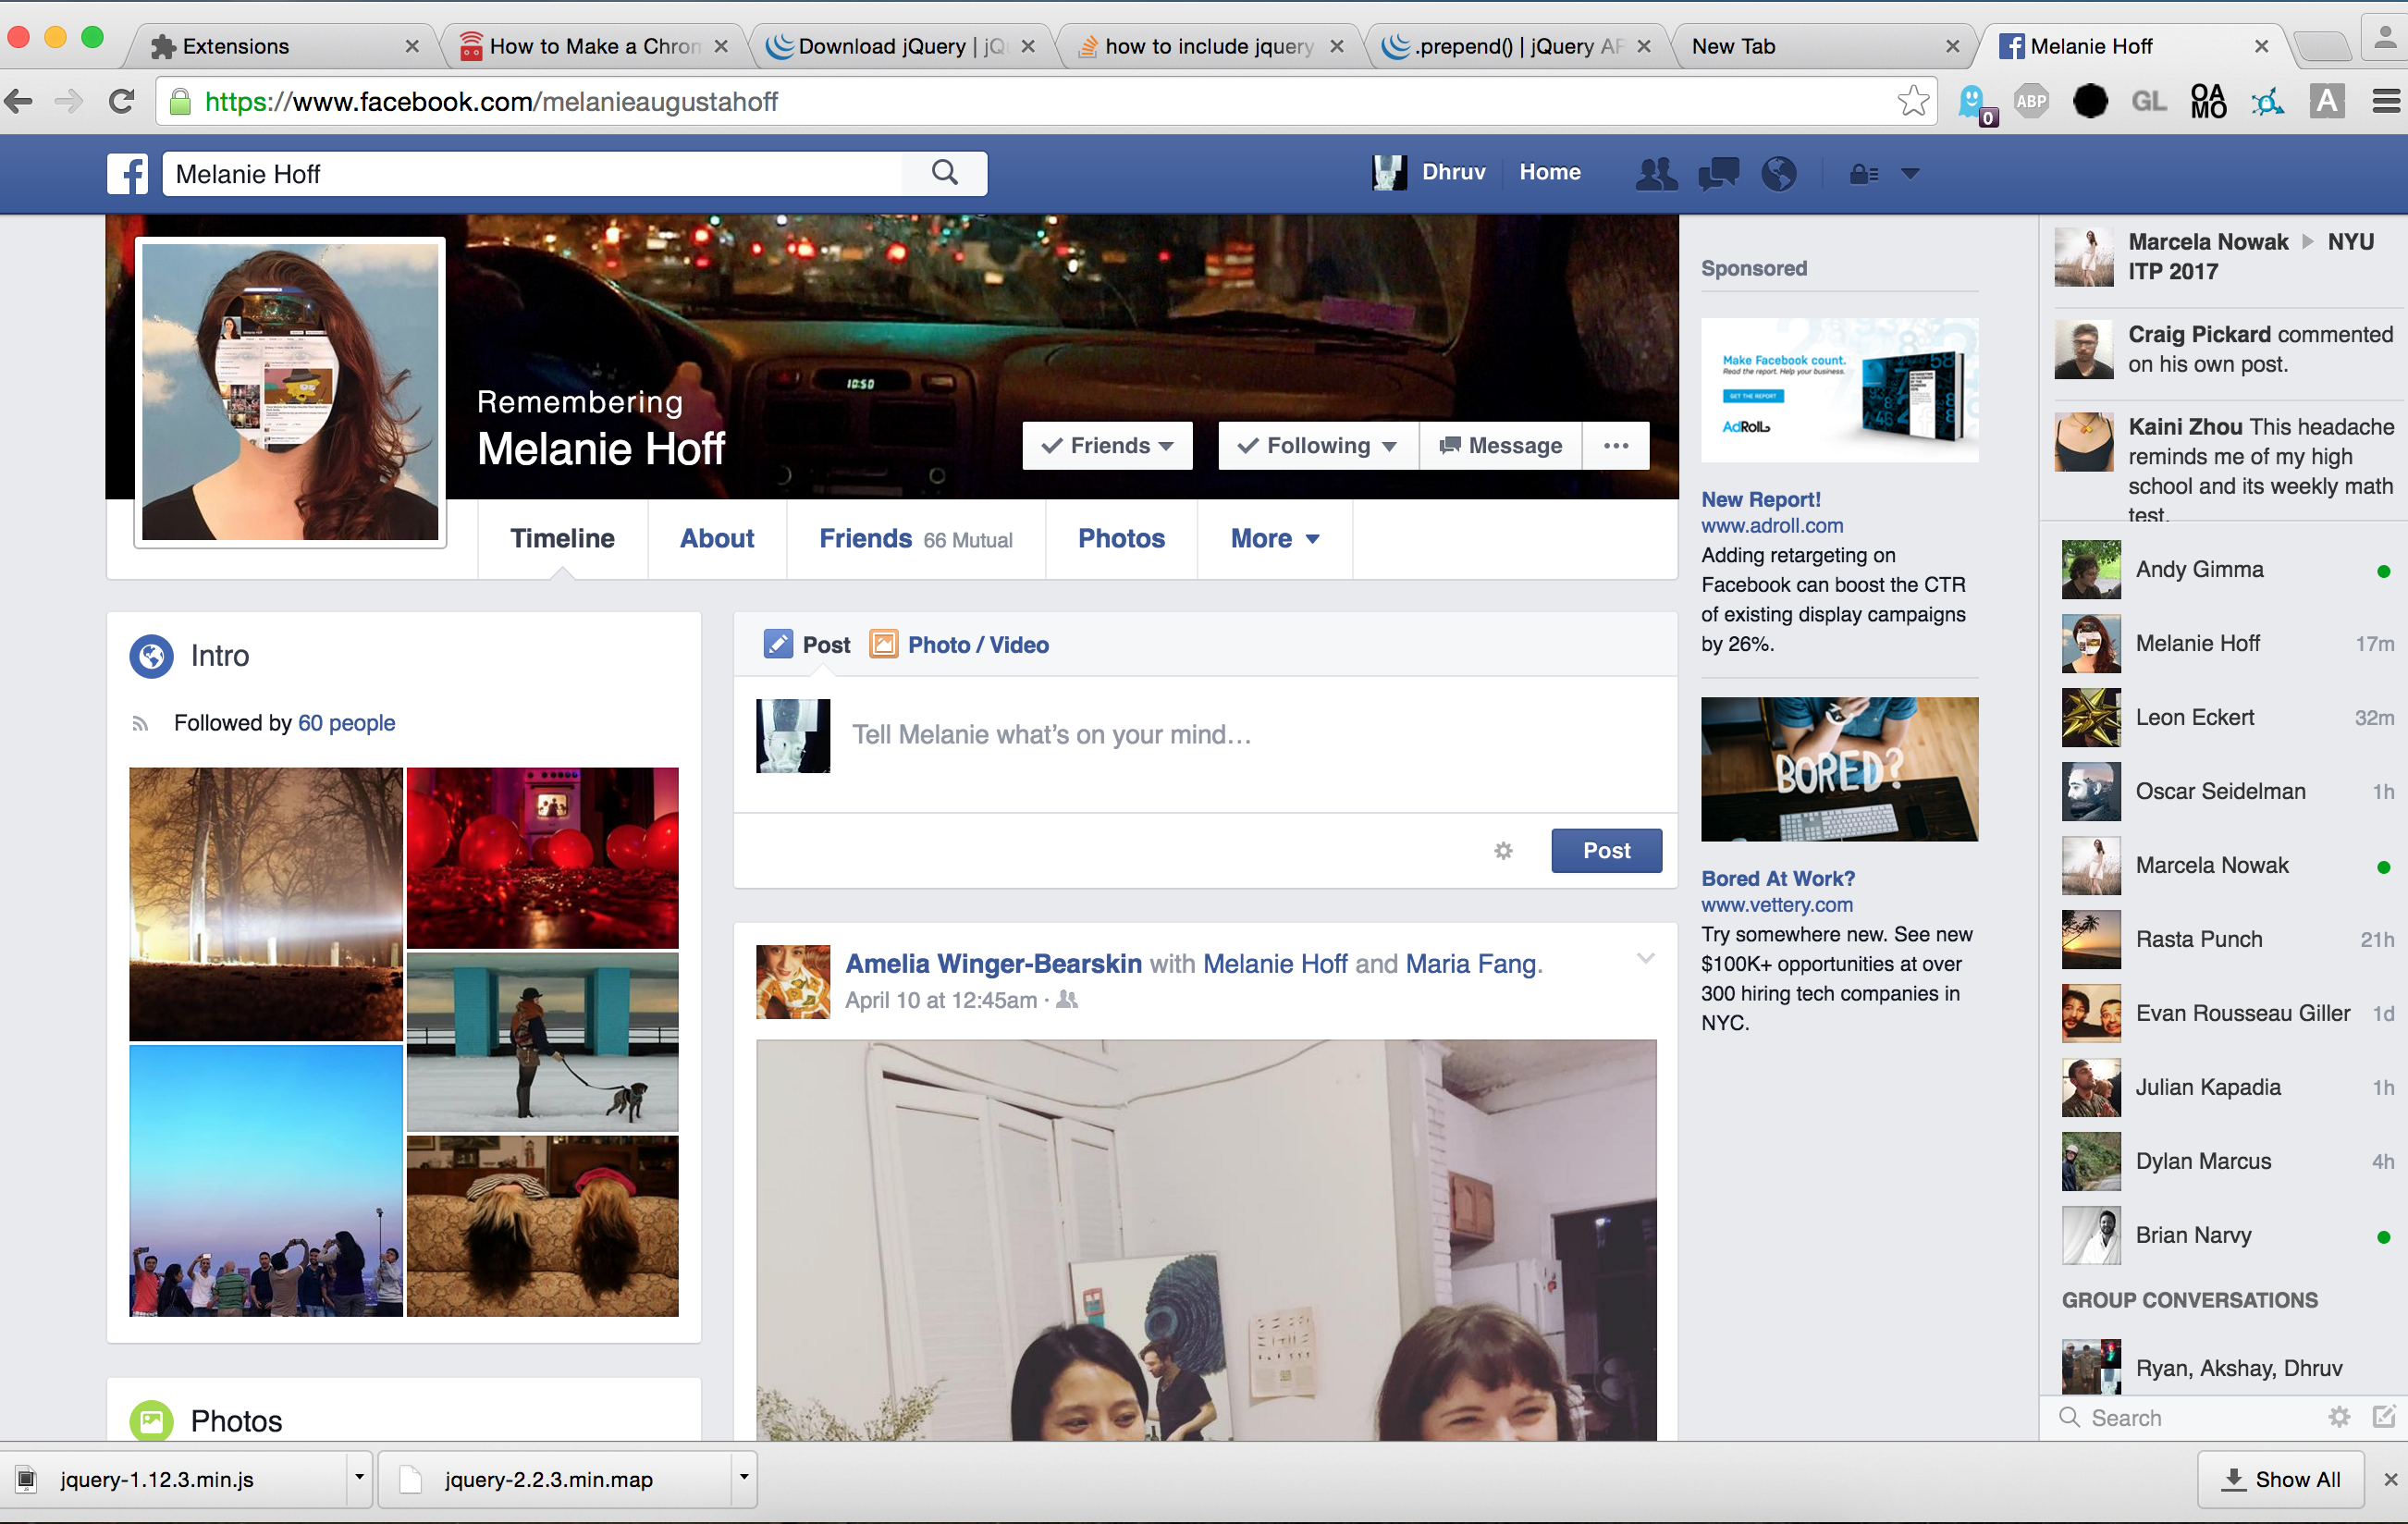 Extensions
How to Make a Chron
Download jQuery | jQu
how to include jquery
.prepend() | jQuery AP
New Tab
Melanie Hoff
https://www.facebook.com/melanieaugustahoff
0
ABP
GL
OA
MO
A
Melanie Hoff
Dhruv
Home
Remembering
Melanie Hoff
10:50
Friends
Following
Message
Timeline
About
Friends 66 Mutual
Photos
More
Intro
Followed by 60 people
Photos
Post
Photo / Video
Tell Melanie what's on your mind…
Post
Amelia Winger-Bearskin with Melanie Hoff and Maria Fang.
April 10 at 12:45am ·
Sponsored
Make Facebook count.
Read the report. Help your business.
GET THE REPORT
AdRoll
New Report!
www.adroll.com
Adding retargeting on
Facebook can boost the CTR
of existing display campaigns
by 26%.
BORED?
Bored At Work?
www.vettery.com
Try somewhere new. See new
$100K+ opportunities at over
300 hiring tech companies in
NYC.
Marcela Nowak ▶ NYU
ITP 2017
Craig Pickard commented
on his own post.
Kaini Zhou This headache
reminds me of my high
school and its weekly math
test.
Andy Gimma
Melanie Hoff 17m
Leon Eckert 32m
Oscar Seidelman 1h
Marcela Nowak
Rasta Punch 21h
Evan Rousseau Giller 1d
Julian Kapadia 1h
Dylan Marcus 4h
Brian Narvy
GROUP CONVERSATIONS
Ryan, Akshay, Dhruv
Search
jquery-1.12.3.min.js
jquery-2.2.3.min.map
Show All